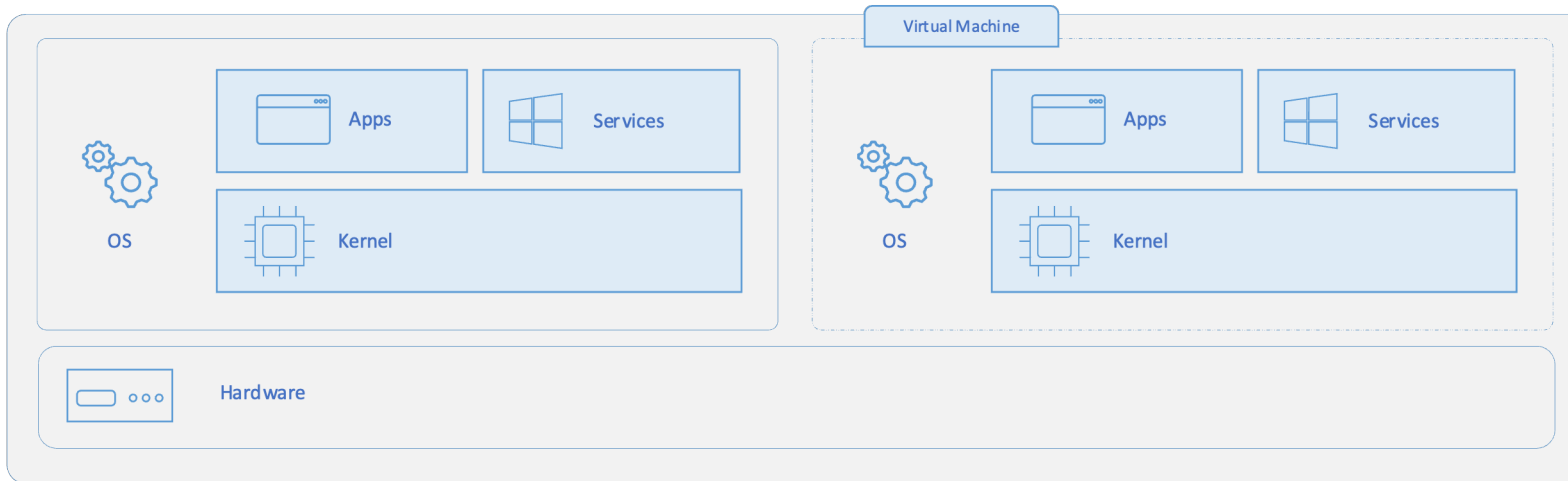 Virtual Machine
Apps
Services
OS
Kernel
Apps
Services
OS
Kernel
Hardware